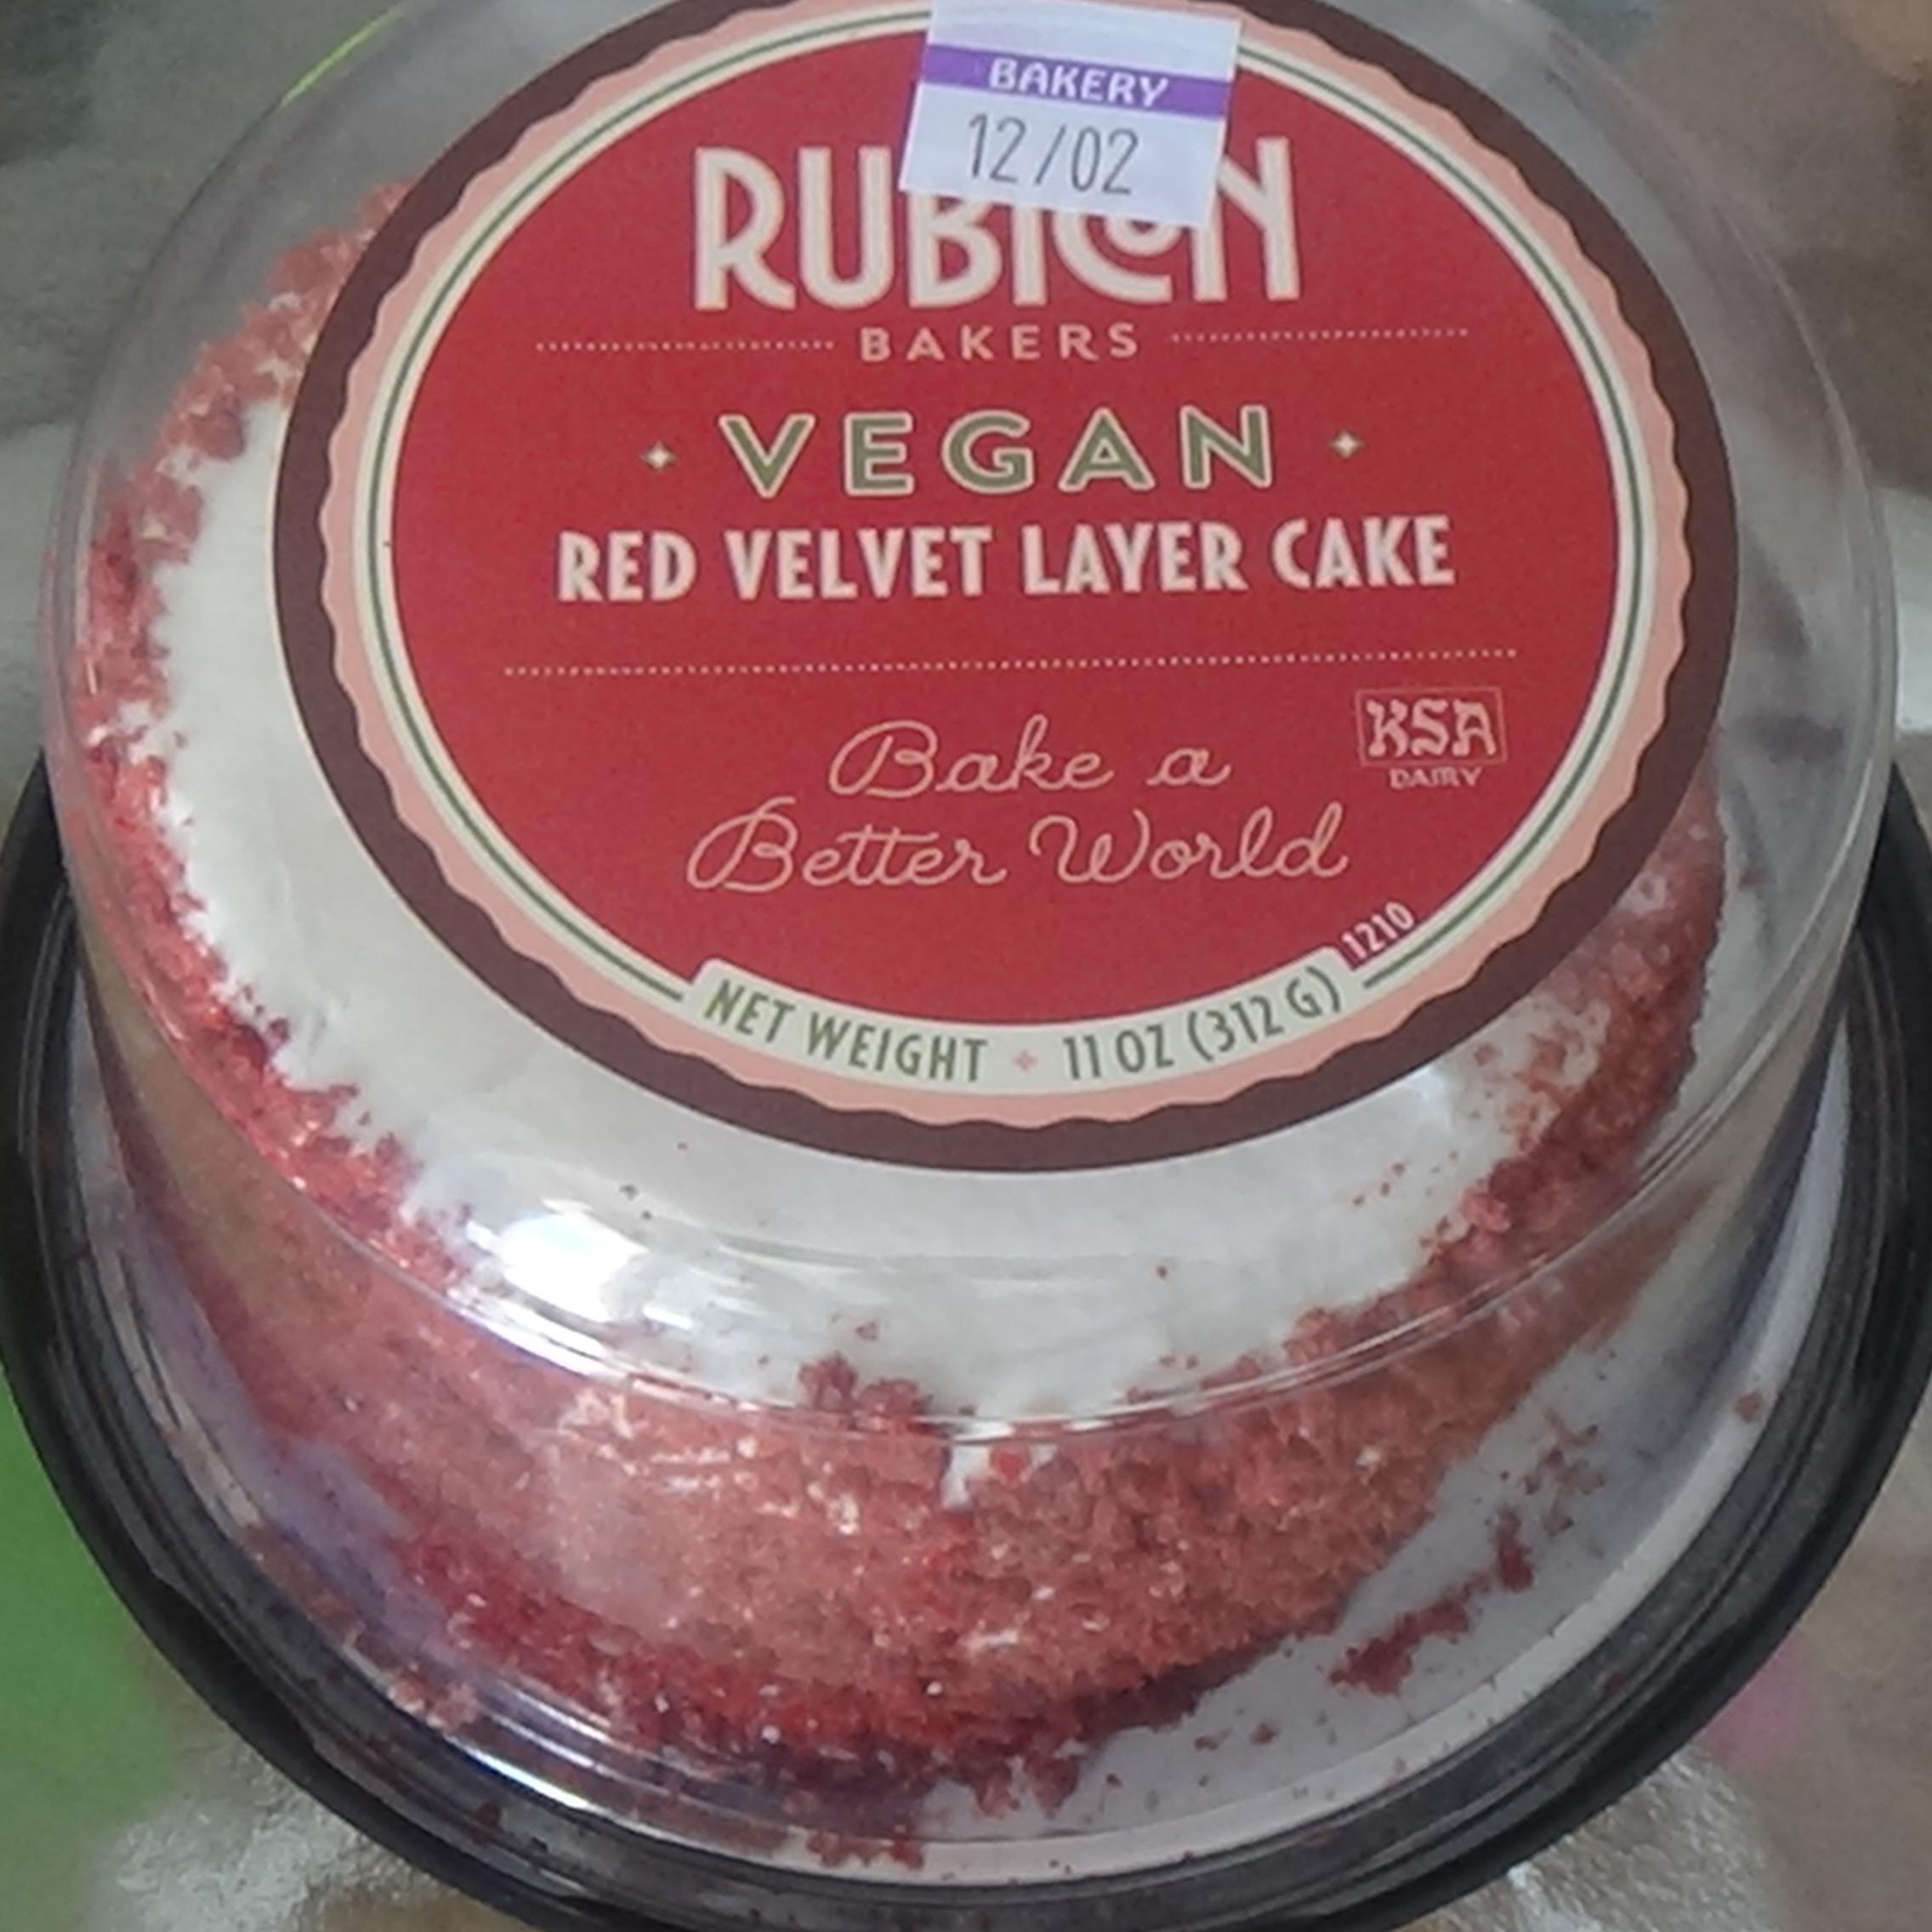 BAKERY
12/02
RUBICON
BAKERS
VEGAN
RED VELVET LAYER CAKE
Bake a
Better World
KSA
DAIRY
1210
NET WEIGHT 11 OZ (312 G)